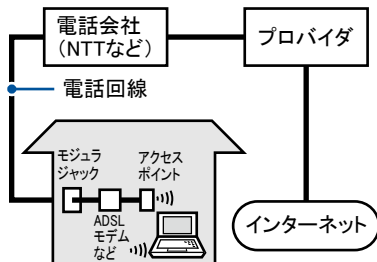 電話会社
(NTTなど)
プロバイダ
電話回線
モジュラ
ジャック
アクセス
ポイント
ADSL
モデム
など
インターネット